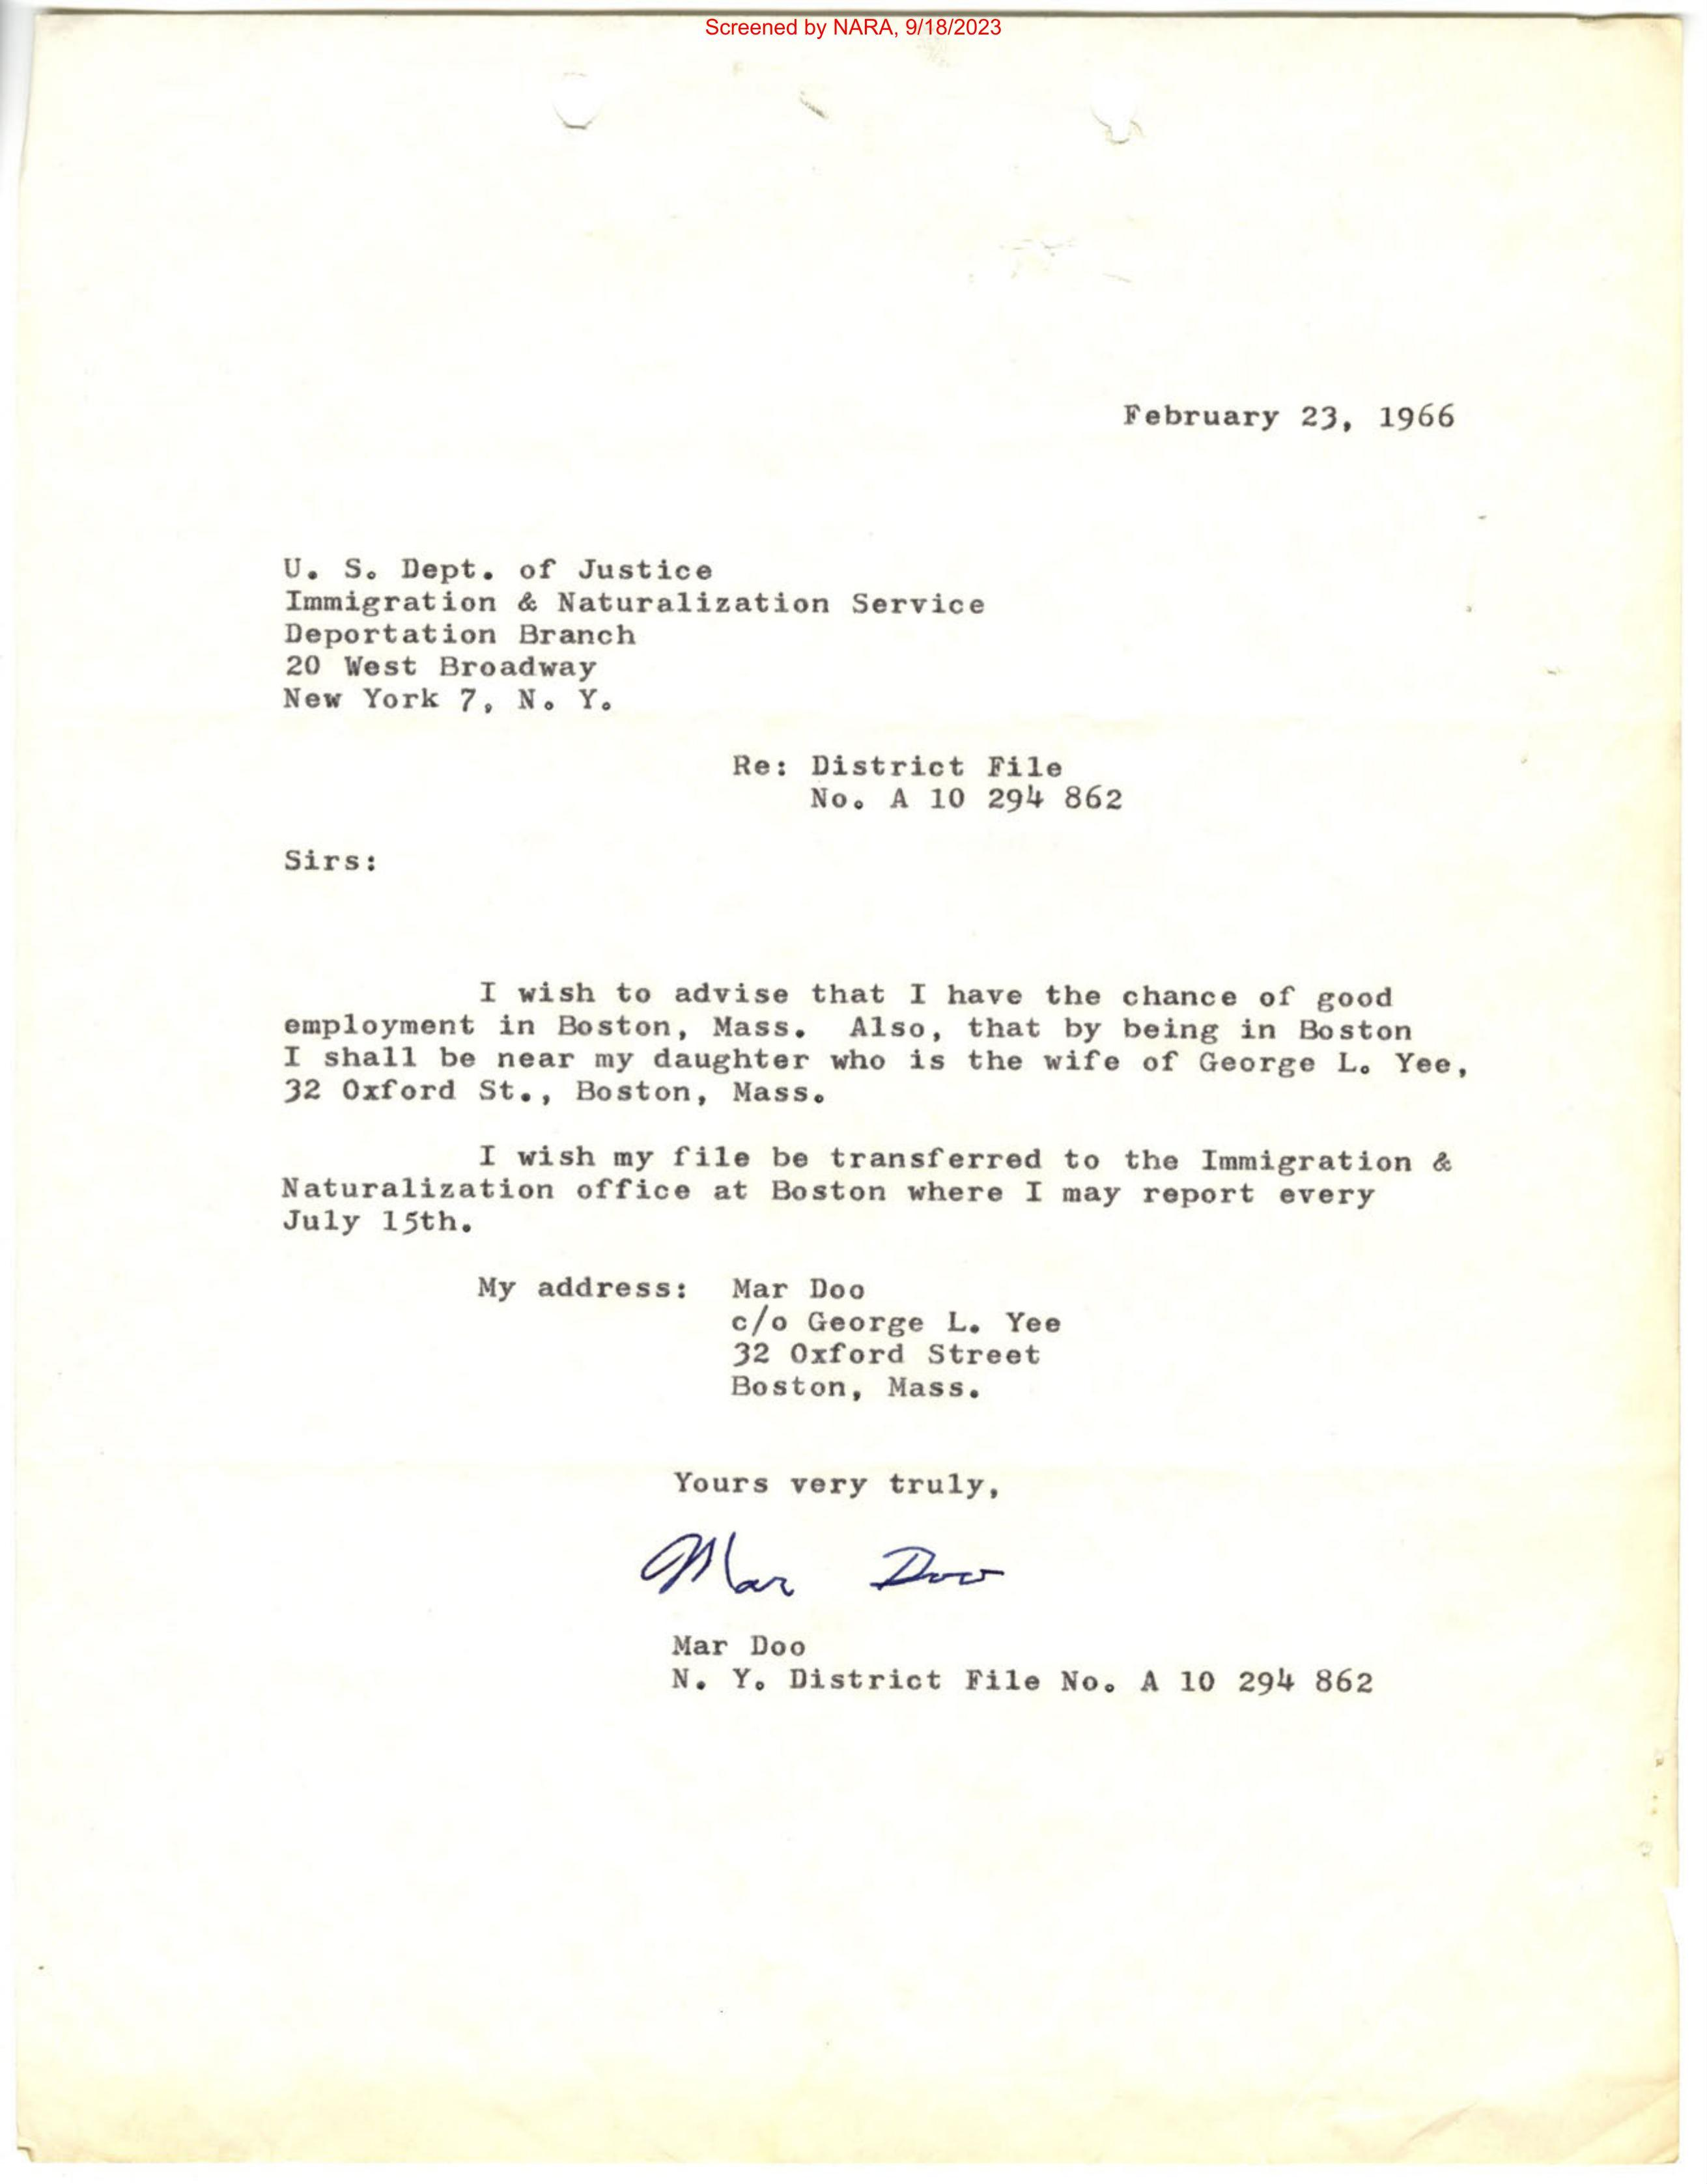 Screened by NARA, 9/18/2023
February 23, 1966
U. S. Dept. of Justice
Immigration & Naturalization Service
Deportation Branch
20 West Broadway
New York 7, N. Y.
Re: District File
No. A 10 294 862
Sirs:
I wish to advise that I have the chance of good
employment in Boston, Mass. Also, that by being in Boston
I shall be near my daughter who is the wife of George L. Yee,
32 Oxford St., Boston, Mass.
I wish my file be transferred to the Immigration &
Naturalization office at Boston where I may report every
July 15th.
My address: Mar Doo
c/o George L. Yee
32 Oxford Street
Boston, Mass.
Yours very truly,
Mar Doo
Mar Doo
N. Y. District File No. A 10 294 862